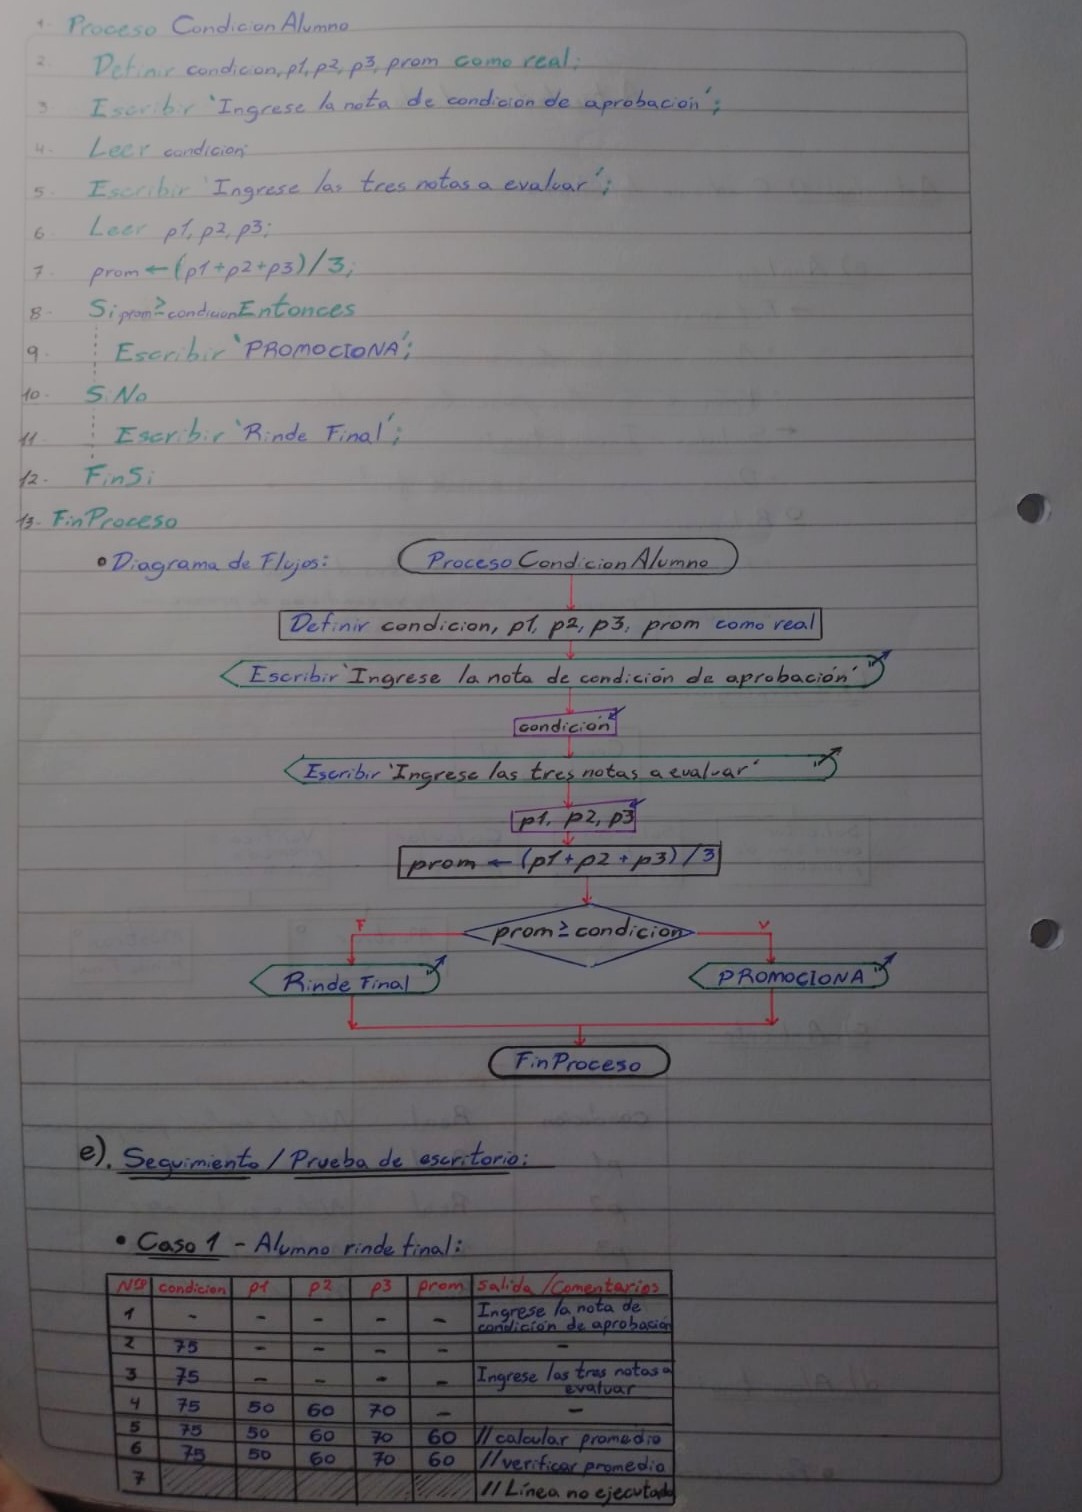 1. Proceso CondicionAlumno
2 Definir condicion, p1, p2, p3, prom como real;
3 Escribir 'Ingrese la nota de condicion de aprobacion';
4. Leer condicion;
5. Escribir 'Ingrese las tres notas a evaluar';
6 Leer p1, p2, p3;
7. prom ← (p1+p2+p3)/3;
8. Si prom ≥ condicion Entonces
9. Escribir 'PROMOCIONA';
10. SiNo
11. Escribir 'Rinde Final';
12. FinSi
13. FinProceso
• Diagrama de Flujos:
Proceso CondicionAlumno
Definir condicion, p1, p2, p3, prom como real
Escribir 'Ingrese la nota de condición de aprobación'
condición
Escribir 'Ingrese las tres notas a evaluar'
p1, p2, p3
prom ← (p1+p2+p3)/3
F prom ≥ condicion V
Rinde Final PROMOCIONA
FinProceso
e). Seguimiento / Prueba de escritorio:
• Caso 1 - Alumno rinde final:
condicion p1 p2 p3 prom Salida/Comentarios
1 - - - - - Ingrese la nota de
condición de aprobación
2 75 - - - - -
3 75 - - - - Ingrese las tres notas a
evaluar
4 75 50 60 70 - -
5 75 50 60 70 60 //calcular promedio
6 75 50 60 70 60 //verificar promedio
7 //Línea no ejecutada